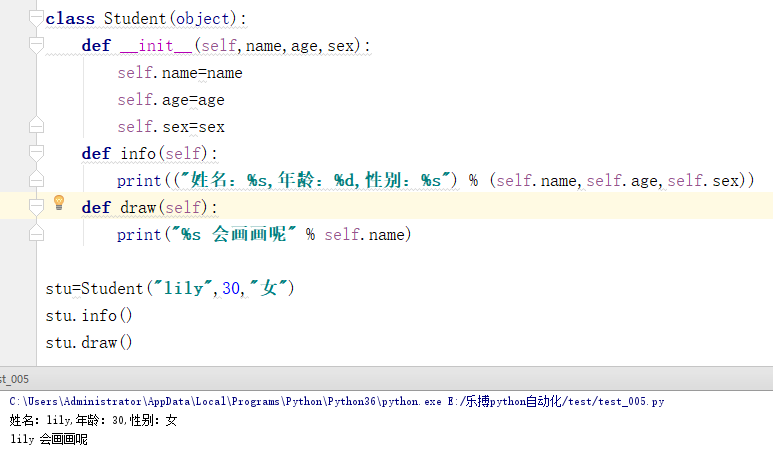 class Student(object):
    def __init__(self,name,age,sex):
        self.name=name
        self.age=age
        self.sex=sex
    def info(self):
        print(("姓名: %s,年龄: %d,性别: %s") % (self.name,self.age,self.sex))
    def draw(self):
        print("%s 会画画呢" % self.name)
stu=Student("lily",30,"女")
stu.info()
stu.draw()
st_005
C:\Users\Administrator\AppData\Local\Programs\Python\Python36\python.exe E:/乐搏python自动化/test/test_005.py
姓名: lily,年龄: 30,性别: 女
lily 会画画呢